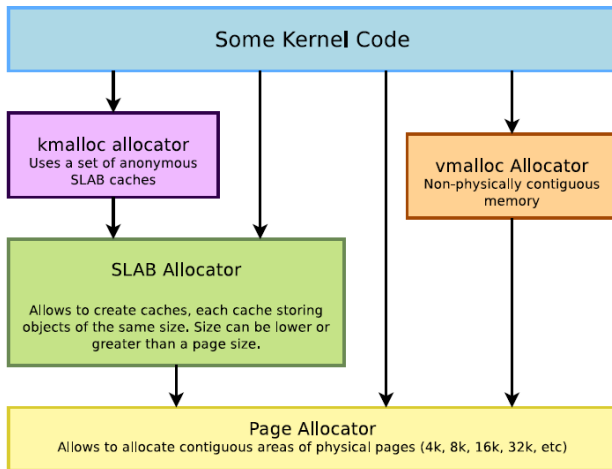 Some Kernel Code
kmalloc allocator
Uses a set of anonymous
SLAB caches
vmalloc Allocator
Non-physically contiguous
memory
SLAB Allocator
Allows to create caches, each cache storing
objects of the same size. Size can be lower or
greater than a page size.
Page Allocator
Allows to allocate contiguous areas of physical pages (4k, 8k, 16k, 32k, etc)